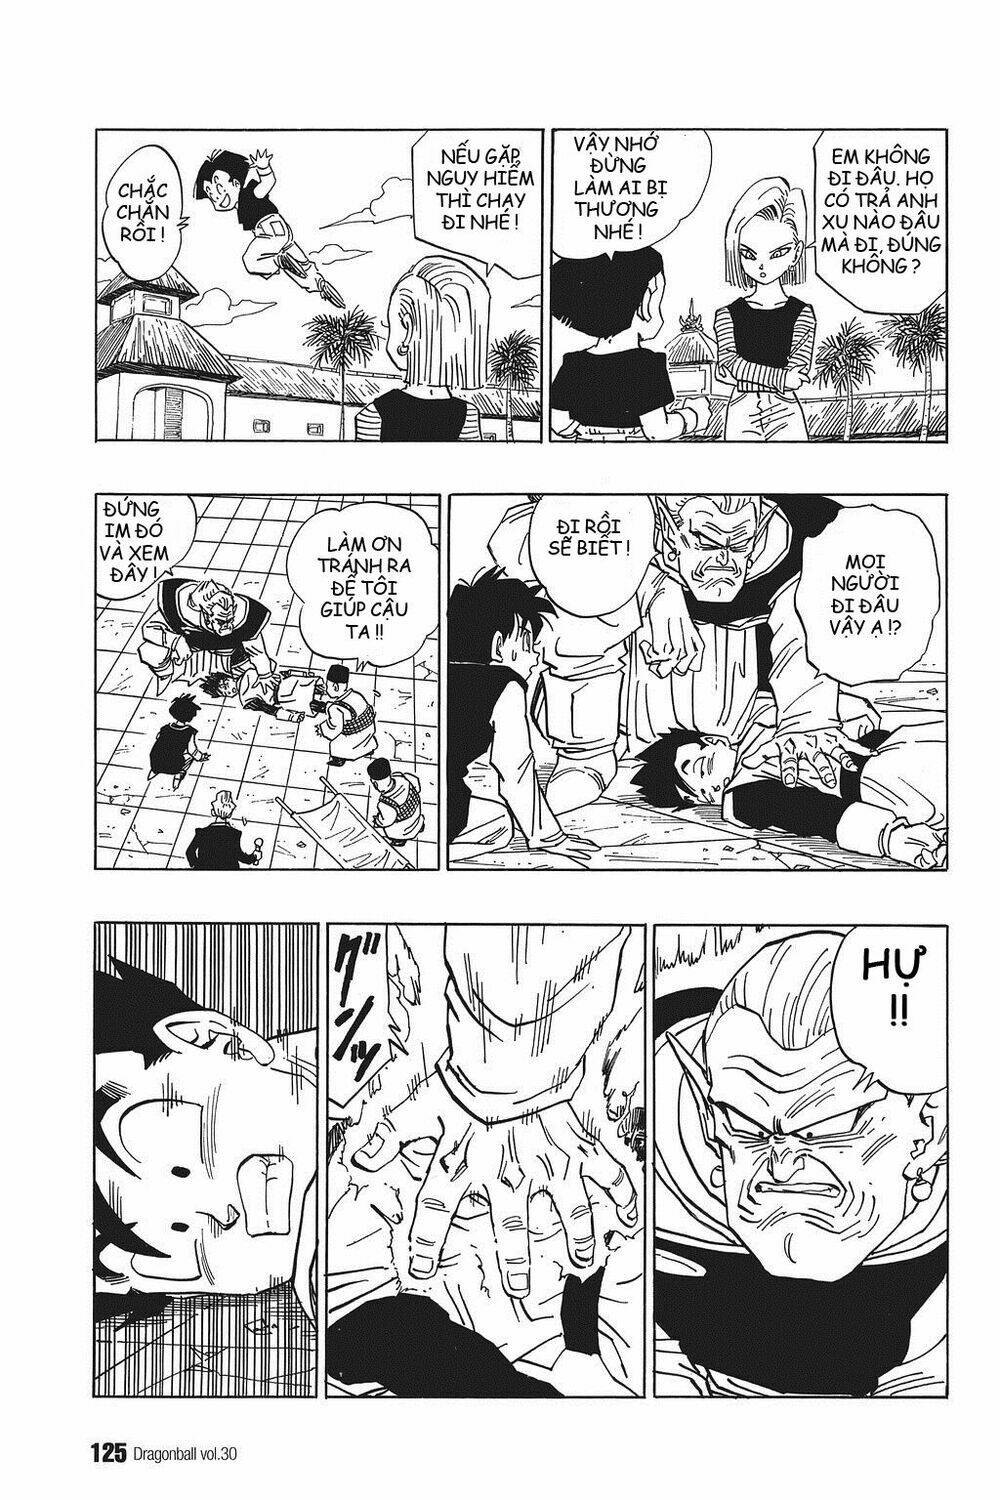 EM KHÔNG
ĐI ĐÂU. HỌ
CÓ TRẢ ANH
XU NÀO ĐÂU
MÀ ĐI, ĐÚNG
KHÔNG ?
VẬY NHỚ
ĐỪNG
LÀM AI BỊ
THƯƠNG
NHÉ !
NẾU GẶP
NGUY HIỂM
THÌ CHẠY
ĐI NHÉ !
CHẮC
CHẮN
RỒI !
MỌI
NGƯỜI
ĐI ĐÂU
VẬY Ạ !?
ĐI RỒI
SẼ BIẾT !
LÀM ƠN
TRÁNH RA
ĐỂ TÔI
GIÚP CẬU
TA !!
ĐỨNG
IM ĐÓ
VÀ XEM
ĐÂY !
HỰ
!!
グンッ
125 Dragonball vol.30